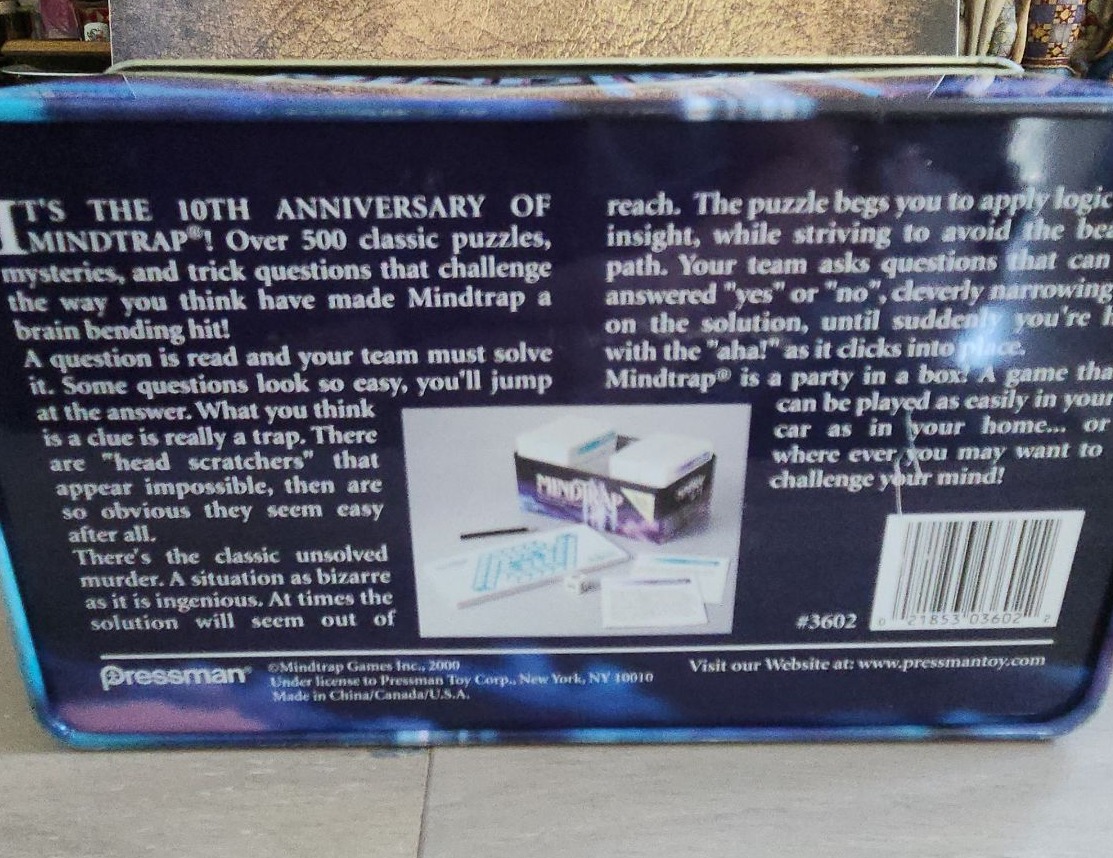 IT'S THE 10TH ANNIVERSARY OF
MINDTRAP®! Over 500 classic puzzles,
mysteries, and trick questions that challenge
the way you think have made Mindtrap a
brain bending hit!
A question is read and your team must solve
it. Some questions look so easy, you'll jump
at the answer. What you think
is a clue is really a trap. There
are "head scratchers" that
appear impossible, then are
so obvious they seem easy
after all.
There's the classic unsolved
murder. A situation as bizarre
as it is ingenious. At times the
solution will seem out of
reach. The puzzle begs you to apply logic
insight, while striving to avoid the
path. Your team asks questions that can
answered "yes" or "no", cleverly narrowing
on the solution, until suddenly you're
with the "aha!" as it clicks into place.
Mindtrap® is a party in a box! A game
can be played as easily in your
car as in your home... or
where ever you may want to
challenge your mind!
MINDTRAP
#3602
0 21853 03602 2
Pressman®
©Mindtrap Games Inc., 2000
Under license to Pressman Toy Corp., New York, NY 10010
Made in China/Canada/U.S.A.
Visit our Website at: www.pressmantoy.com